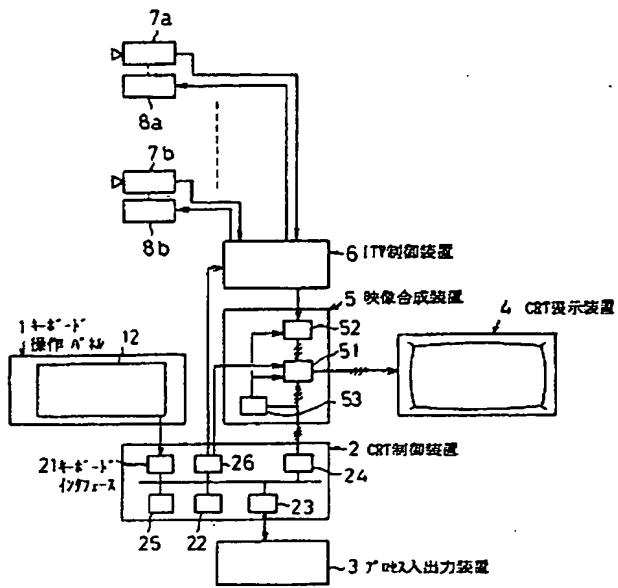 7a
8a
7b
8b
6 ITV制御装置
5 映像合成装置
52
4 CRT表示装置
1 キーボード
操作パネル
12
51
53
2 CRT制御装置
21キーボード
インタフェース
26
24
25
22
23
3 プロセス入出力装置